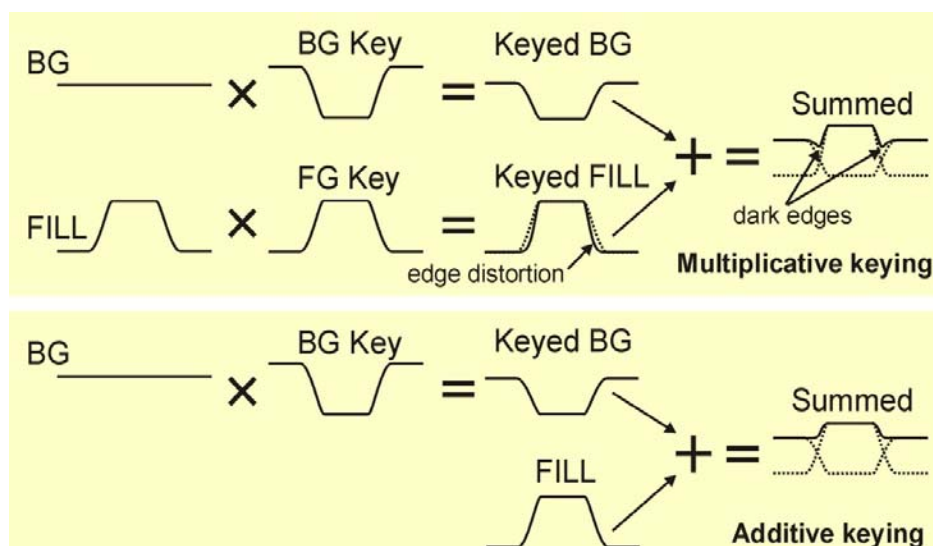 BG
BG Key
Keyed BG
×
=
Summed
+ =
FILL
FG Key
Keyed FILL
×
=
dark edges
edge distortion
Multiplicative keying
BG
BG Key
Keyed BG
×
=
Summed
+ =
FILL
Additive keying